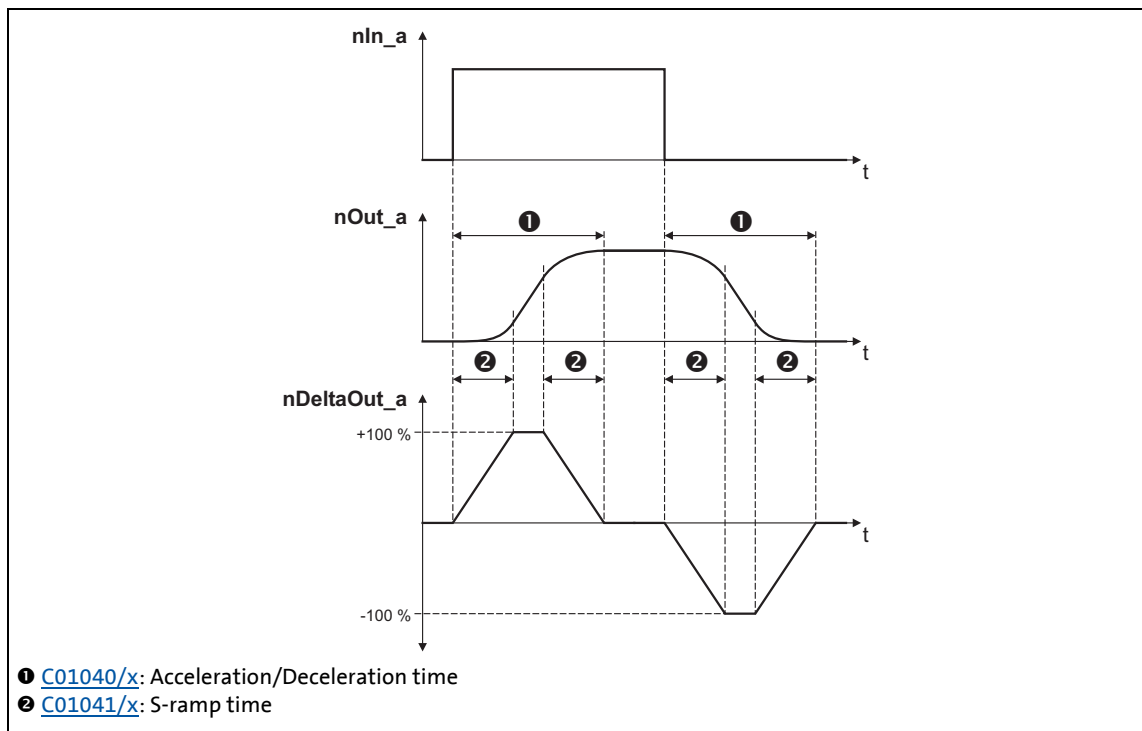 nIn_a
t
nOut_a
❶ ❶
t
❷ ❷ ❷ ❷
nDeltaOut_a
+100 %
t
-100 %
❶ C01040/x: Acceleration/Deceleration time
❷ C01041/x: S-ramp time